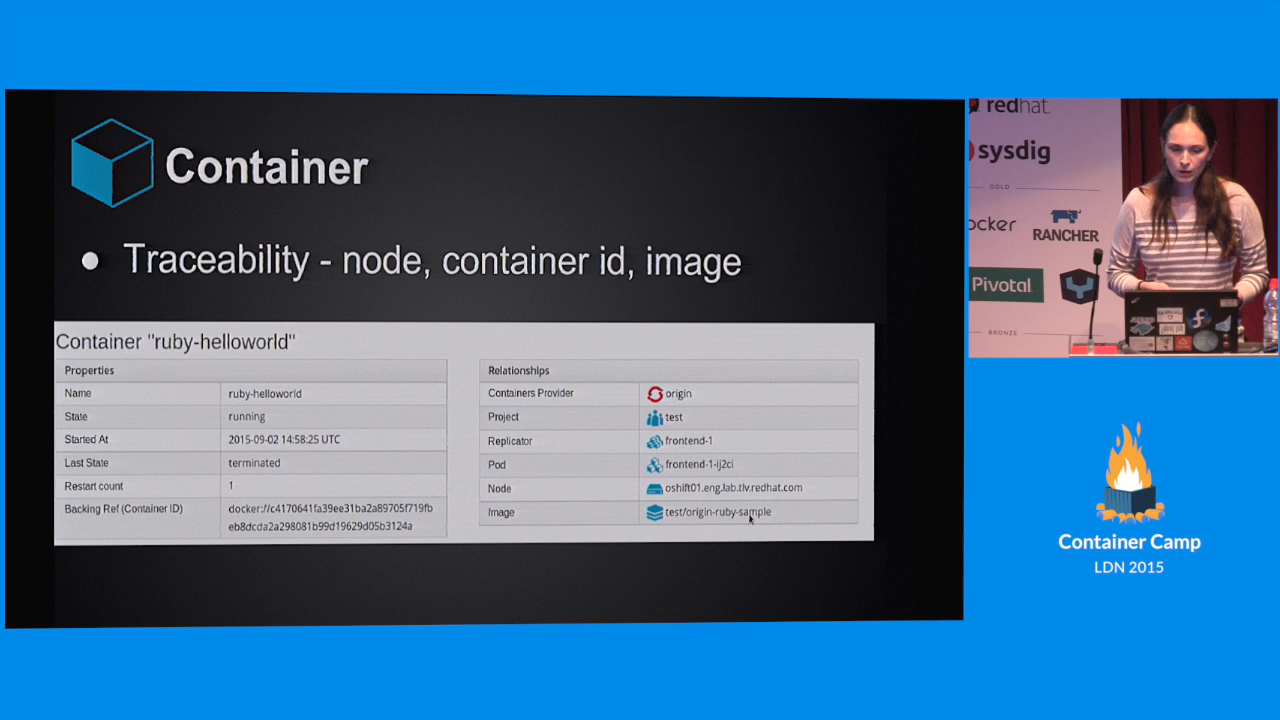 Container
• Traceability - node, container id, image
Container "ruby-helloworld"
Properties
Name ruby-helloworld
State running
Started At 2015-09-02 14:58:25 UTC
Last State terminated
Restart count 1
Backing Ref (Container ID) docker://c4170641fa39ee31ba2a89705f719fb
eb8dcda2a298081b99d19629d05b3124a
Relationships
Containers Provider origin
Project test
Replicator frontend-1
Pod frontend-1-ij2ci
Node oshift01.eng.lab.tlv.redhat.com
Image test/origin-ruby-sample
redhat.
sysdig
GOLD
ocker
RANCHER
Pivotal
BRONZE
Container Camp
LDN 2015